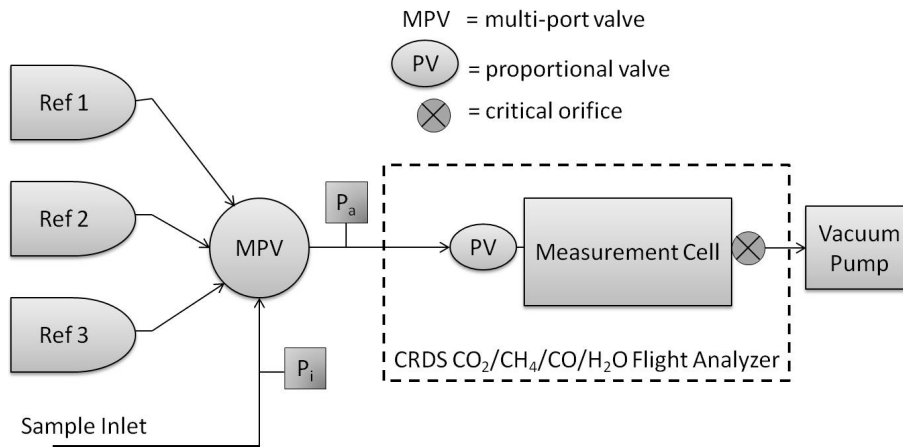 MPV = multi-port valve
PV = proportional valve
= critical orifice
Ref 1
Ref 2
Ref 3
MPV
Pₐ
Pᵢ
PV
Measurement Cell
Vacuum
Pump
CRDS CO₂/CH₄/CO/H₂O Flight Analyzer
Sample Inlet